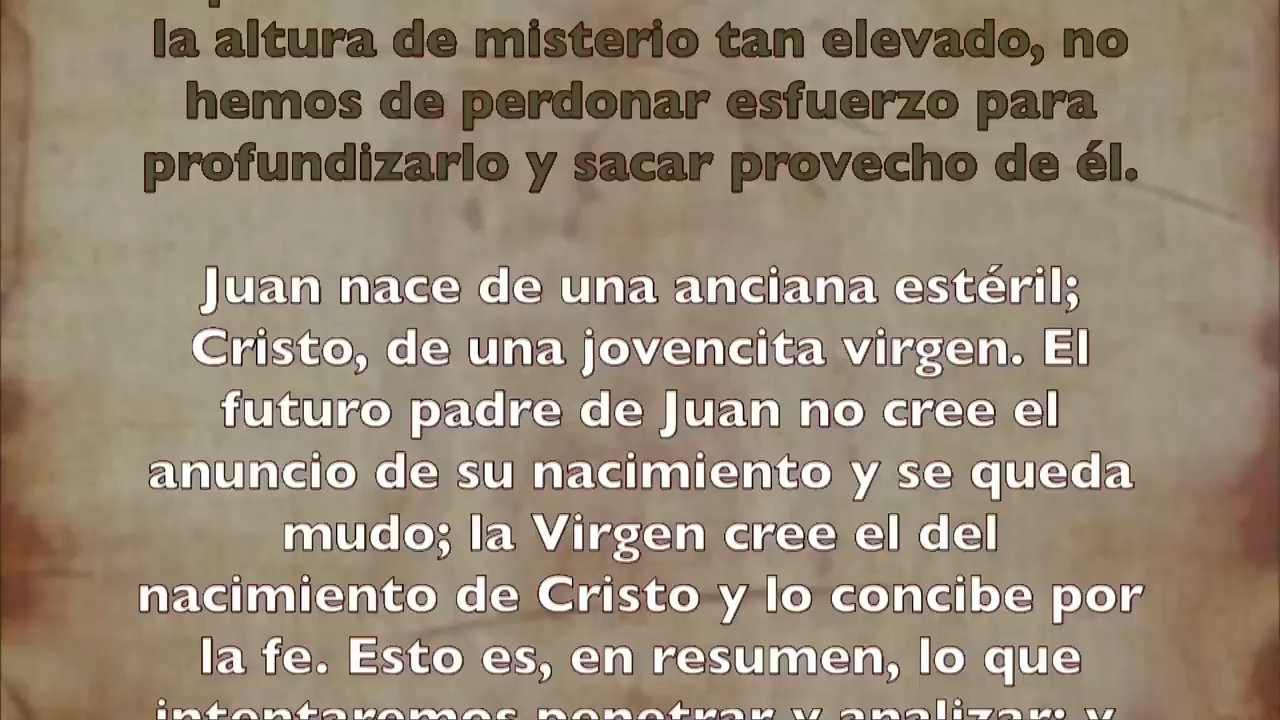 la altura de misterio tan elevado, no
hemos de perdonar esfuerzo para
profundizarlo y sacar provecho de él.
Juan nace de una anciana estéril;
Cristo, de una jovencita virgen. El
futuro padre de Juan no cree el
anuncio de su nacimiento y se queda
mudo; la Virgen cree el del
nacimiento de Cristo y lo concibe por
la fe. Esto es, en resumen, lo que
intentaremos penetrar y analizar; y